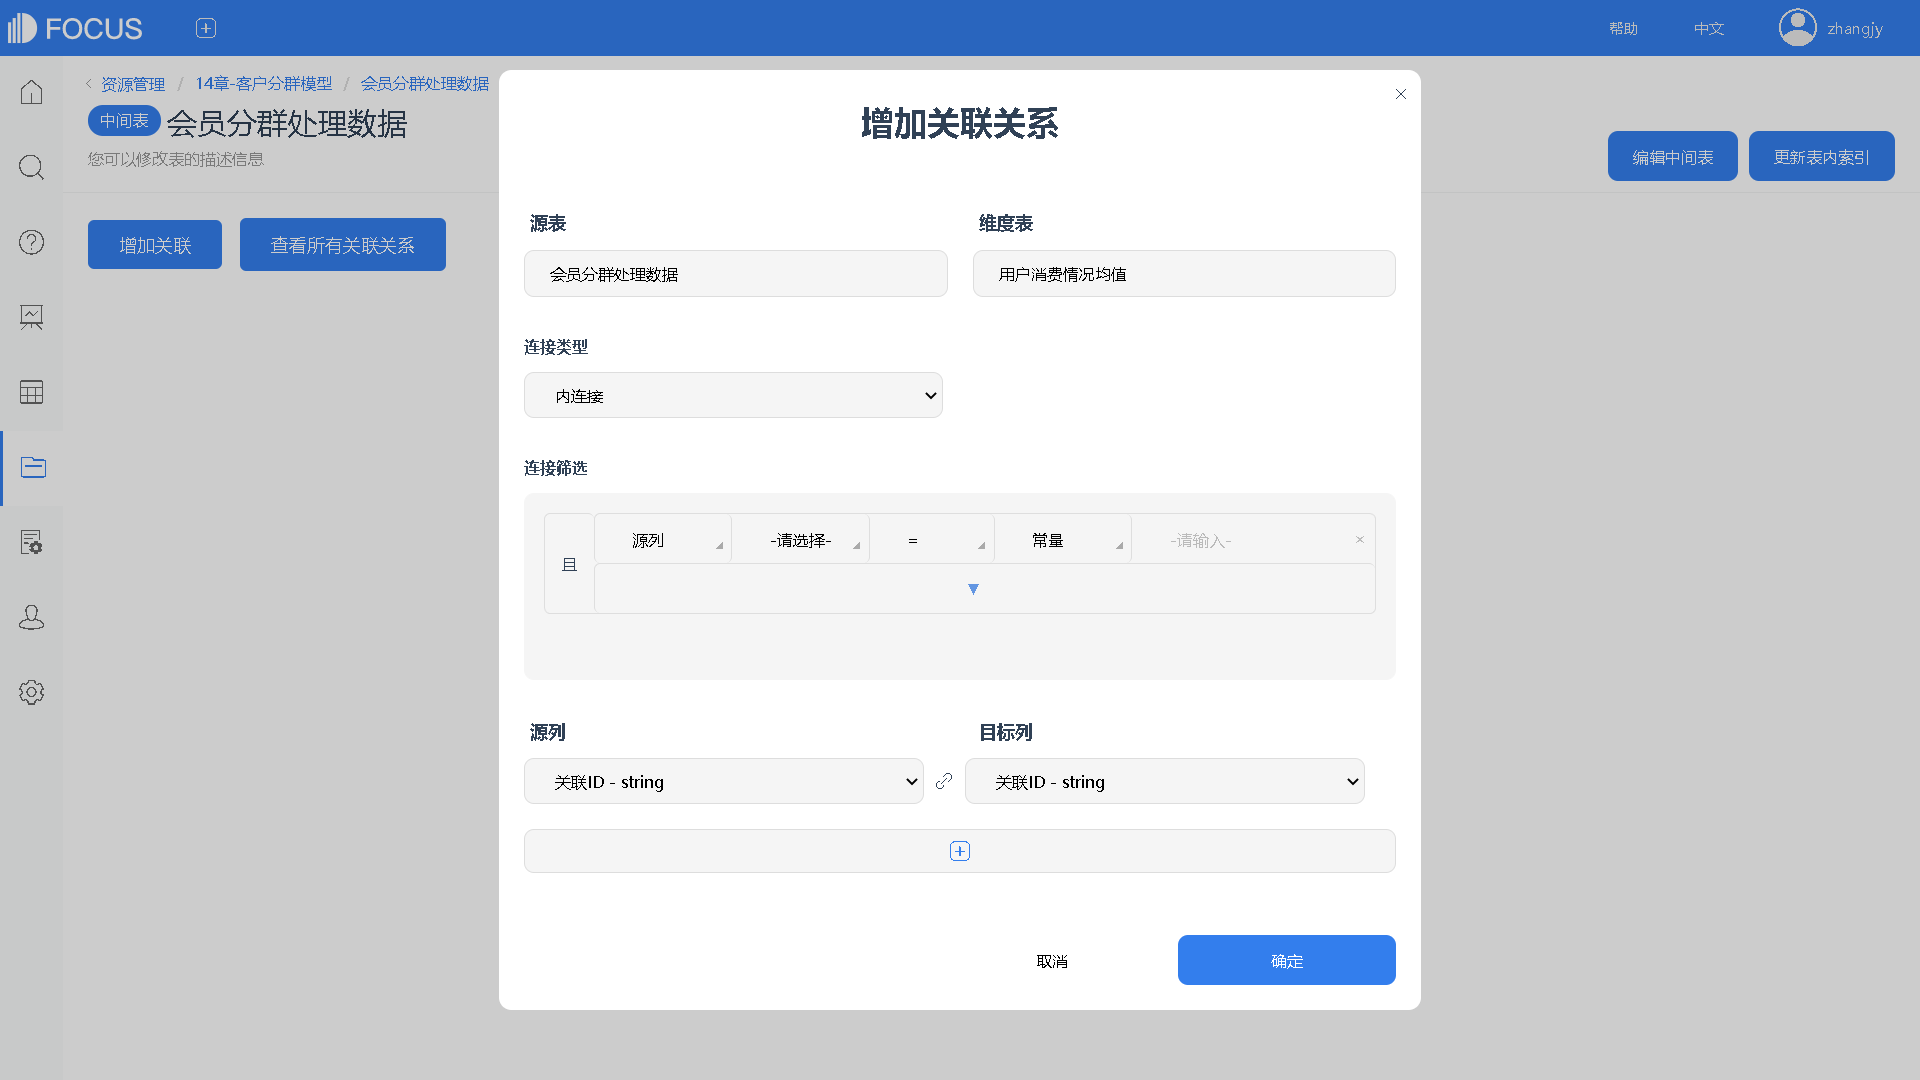 FOCUS
帮助
中文
zhangjy
资源管理 / 14章-客户分群模型 / 会员分群处理数据
中间表 会员分群处理数据
您可以修改表的描述信息
编辑中间表
更新表内索引
增加关联
查看所有关联关系
增加关联关系
源表
维度表
会员分群处理数据
用户消费情况均值
连接类型
内连接
连接筛选
且
源列 -请选择- = 常量 -请输入-
源列
目标列
关联ID - string
关联ID - string
取消
确定